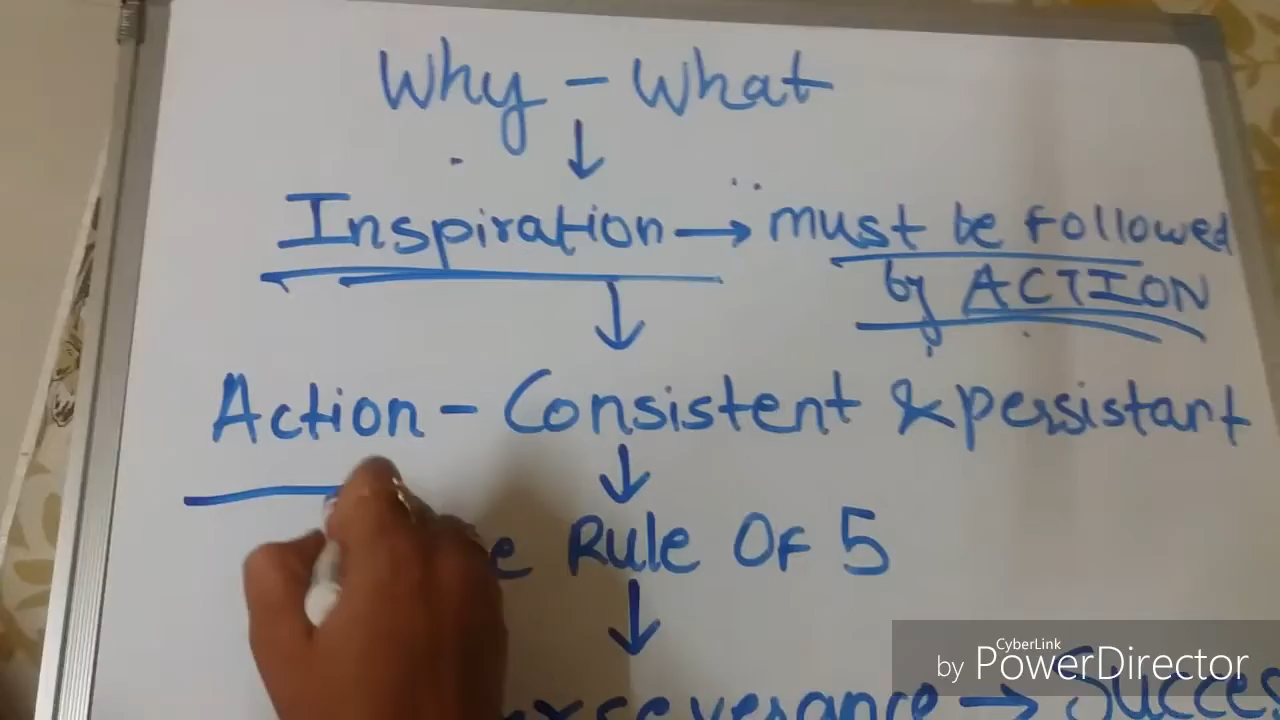 Why - What
↓
Inspiration → must be followed
by ACTION
↓
Action - Consistent & persistant
↓
Rule Of 5
↓
→
CyberLink
by PowerDirector